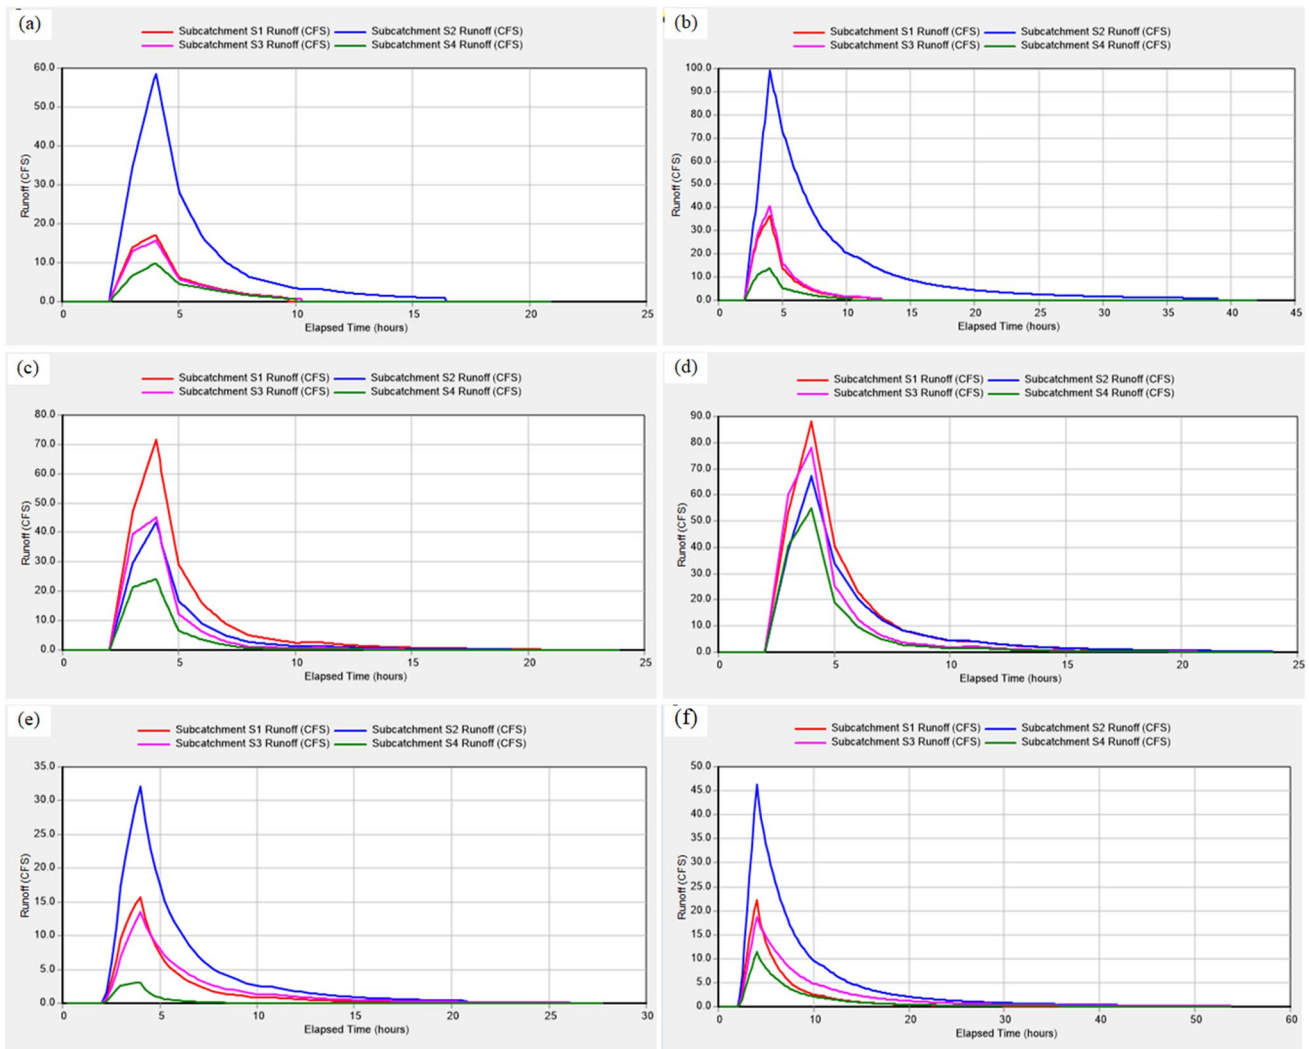 (a)
Subcatchment S1 Runoff (CFS) Subcatchment S2 Runoff (CFS)
Subcatchment S3 Runoff (CFS) Subcatchment S4 Runoff (CFS)
60.0
50.0
40.0
30.0
20.0
10.0
0.0
Runoff (CFS)
0 5 10 15 20 25
Elapsed Time (hours)
(b)
Subcatchment S1 Runoff (CFS) Subcatchment S2 Runoff (CFS)
Subcatchment S3 Runoff (CFS) Subcatchment S4 Runoff (CFS)
100.0
90.0
80.0
70.0
60.0
50.0
40.0
30.0
20.0
10.0
0.0
Runoff (CFS)
0 5 10 15 20 25 30 35 40 45
Elapsed Time (hours)
(c)
Subcatchment S1 Runoff (CFS) Subcatchment S2 Runoff (CFS)
Subcatchment S3 Runoff (CFS) Subcatchment S4 Runoff (CFS)
80.0
70.0
60.0
50.0
40.0
30.0
20.0
10.0
0.0
Runoff (CFS)
0 5 10 15 20 25
Elapsed Time (hours)
(d)
Subcatchment S1 Runoff (CFS) Subcatchment S2 Runoff (CFS)
Subcatchment S3 Runoff (CFS) Subcatchment S4 Runoff (CFS)
90.0
80.0
70.0
60.0
50.0
40.0
30.0
20.0
10.0
0.0
Runoff (CFS)
0 5 10 15 20 25
Elapsed Time (hours)
(e)
Subcatchment S1 Runoff (CFS) Subcatchment S2 Runoff (CFS)
Subcatchment S3 Runoff (CFS) Subcatchment S4 Runoff (CFS)
35.0
30.0
25.0
20.0
15.0
10.0
5.0
0.0
Runoff (CFS)
0 5 10 15 20 25 30
Elapsed Time (hours)
(f)
Subcatchment S1 Runoff (CFS) Subcatchment S2 Runoff (CFS)
Subcatchment S3 Runoff (CFS) Subcatchment S4 Runoff (CFS)
50.0
45.0
40.0
35.0
30.0
25.0
20.0
15.0
10.0
5.0
0.0
Runoff (CFS)
0 10 20 30 40 50 60
Elapsed Time (hours)